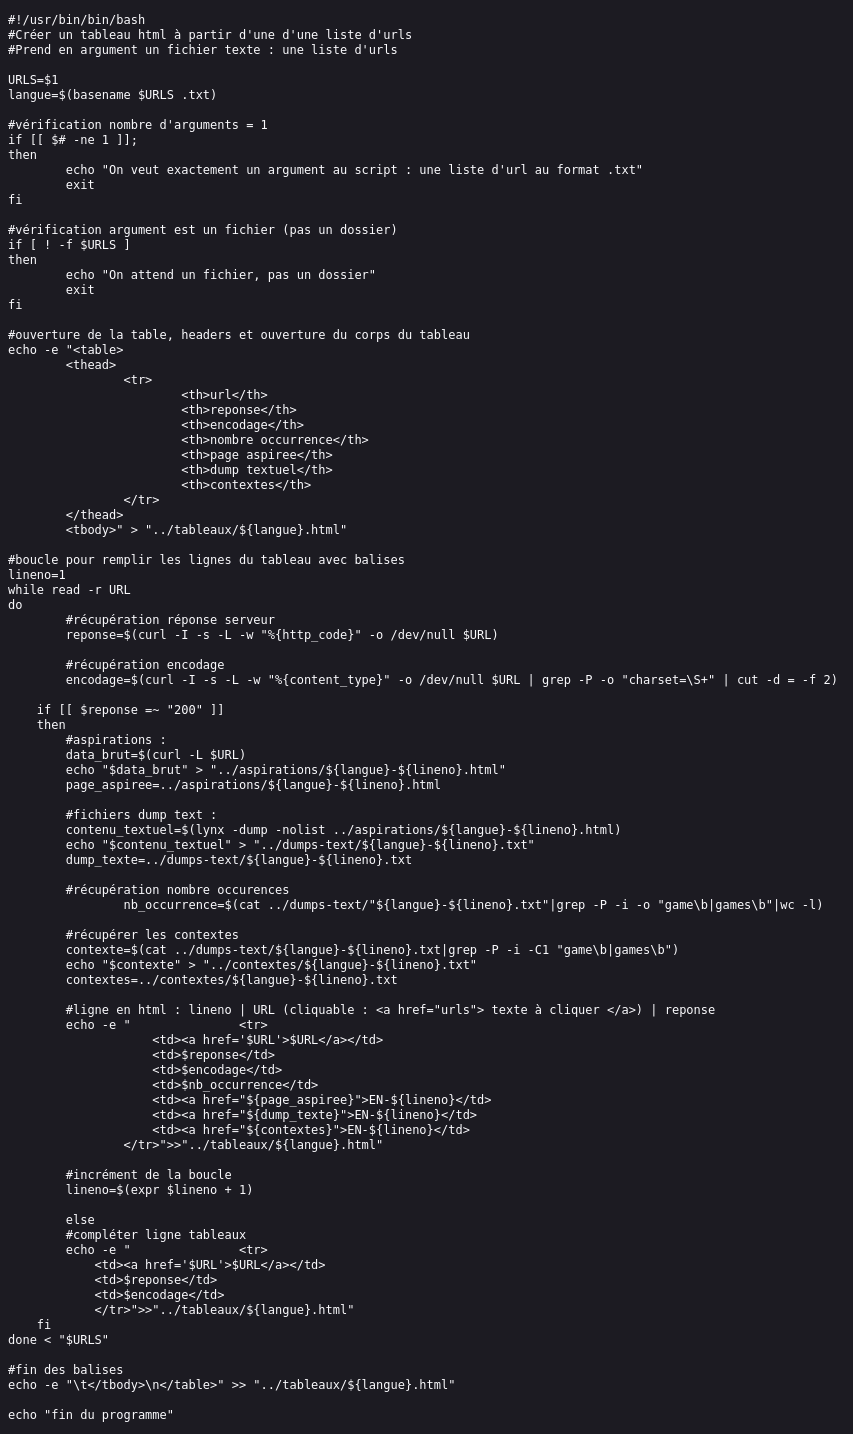 #!/usr/bin/bin/bash
#Créer un tableau html à partir d'une d'une liste d'urls
#Prend en argument un fichier texte : une liste d'urls

URLS=$1
langue=$(basename $URLS .txt)

#vérification nombre d'arguments = 1
if [[ $# -ne 1 ]];
then
        echo "On veut exactement un argument au script : une liste d'url au format .txt"
        exit
fi

#vérification argument est un fichier (pas un dossier)
if [ ! -f $URLS ]
then
        echo "On attend un fichier, pas un dossier"
        exit
fi

#ouverture de la table, headers et ouverture du corps du tableau
echo -e "<table>
        <thead>
                <tr>
                        <th>url</th>
                        <th>reponse</th>
                        <th>encodage</th>
                        <th>nombre occurrence</th>
                        <th>page aspiree</th>
                        <th>dump textuel</th>
                        <th>contextes</th>
                </tr>
        </thead>
        <tbody>" > "../tableaux/${langue}.html"

#boucle pour remplir les lignes du tableau avec balises
lineno=1
while read -r URL
do
        #récupération réponse serveur
        reponse=$(curl -I -s -L -w "%{http_code}" -o /dev/null $URL)

        #récupération encodage
        encodage=$(curl -I -s -L -w "%{content_type}" -o /dev/null $URL | grep -P -o "charset=\S+" | cut -d = -f 2)

    if [[ $reponse =~ "200" ]]
    then
        #aspirations :
        data_brut=$(curl -L $URL)
        echo "$data_brut" > "../aspirations/${langue}-${lineno}.html"
        page_aspiree=../aspirations/${langue}-${lineno}.html

        #fichiers dump text :
        contenu_textuel=$(lynx -dump -nolist ../aspirations/${langue}-${lineno}.html)
        echo "$contenu_textuel" > "../dumps-text/${langue}-${lineno}.txt"
        dump_texte=../dumps-text/${langue}-${lineno}.txt

        #récupération nombre occurences
                nb_occurrence=$(cat ../dumps-text/"${langue}-${lineno}.txt"|grep -P -i -o "game\b|games\b"|wc -l)

        #récupérer les contextes
        contexte=$(cat ../dumps-text/${langue}-${lineno}.txt|grep -P -i -C1 "game\b|games\b")
        echo "$contexte" > "../contextes/${langue}-${lineno}.txt"
        contextes=../contextes/${langue}-${lineno}.txt

        #ligne en html : lineno | URL (cliquable : <a href="urls"> texte à cliquer </a>) | reponse
        echo -e "               <tr>
                    <td><a href='$URL'>$URL</a></td>
                    <td>$reponse</td>
                    <td>$encodage</td>
                    <td>$nb_occurrence</td>
                    <td><a href="${page_aspiree}">EN-${lineno}</td>
                    <td><a href="${dump_texte}">EN-${lineno}</td>
                    <td><a href="${contextes}">EN-${lineno}</td>
                </tr>">>"../tableaux/${langue}.html"

        #incrément de la boucle
        lineno=$(expr $lineno + 1)

        else
        #compléter ligne tableaux
        echo -e "               <tr>
            <td><a href='$URL'>$URL</a></td>
            <td>$reponse</td>
            <td>$encodage</td>
            </tr>">>"../tableaux/${langue}.html"
    fi
done < "$URLS"

#fin des balises
echo -e "\t</tbody>\n</table>" >> "../tableaux/${langue}.html"

echo "fin du programme"